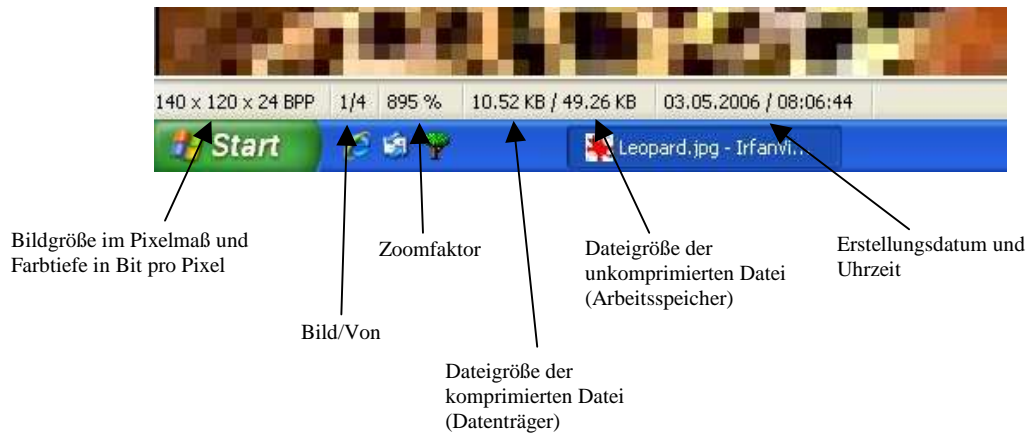 140 x 120 x 24 BPP 1/4 895 % 10.52 KB / 49.26 KB 03.05.2006 / 08:06:44
Start Leopard.jpg - IrfanVi...
Bildgröße im Pixelmaß und
Farbtiefe in Bit pro Pixel
Bild/Von
Zoomfaktor
Dateigröße der
komprimierten Datei
(Datenträger)
Dateigröße der
unkomprimierten Datei
(Arbeitsspeicher)
Erstellungsdatum und
Uhrzeit